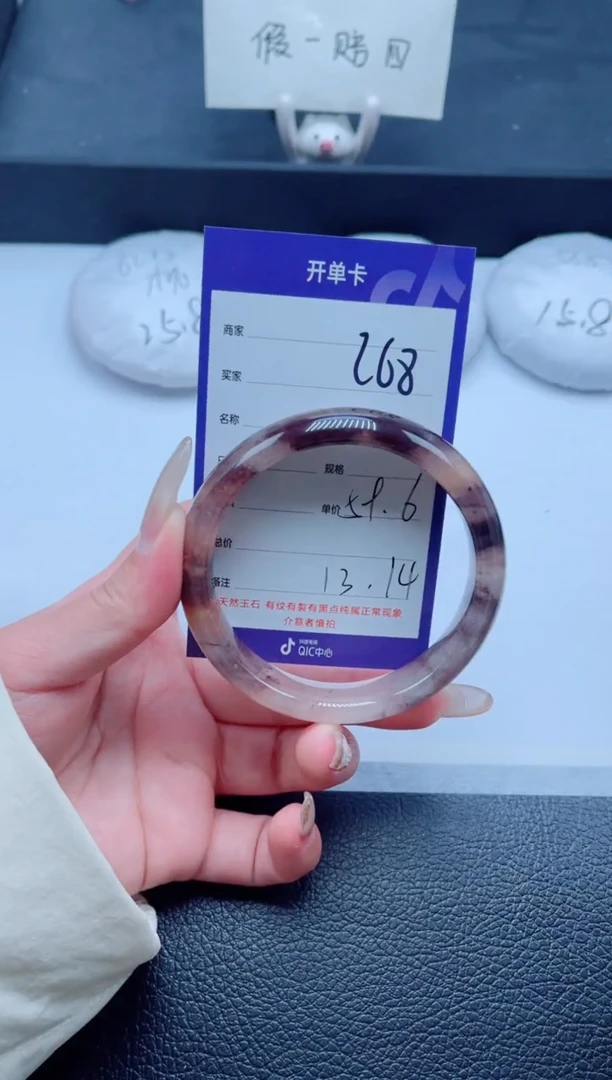 假一赔四
开单卡
商家
268
买家
名称
规格
单价 59.6
总价
备注 13.14
天然玉石 有纹有裂有黑点纯属正常现象
介意者慎拍
QIC中心
25.8
15.8